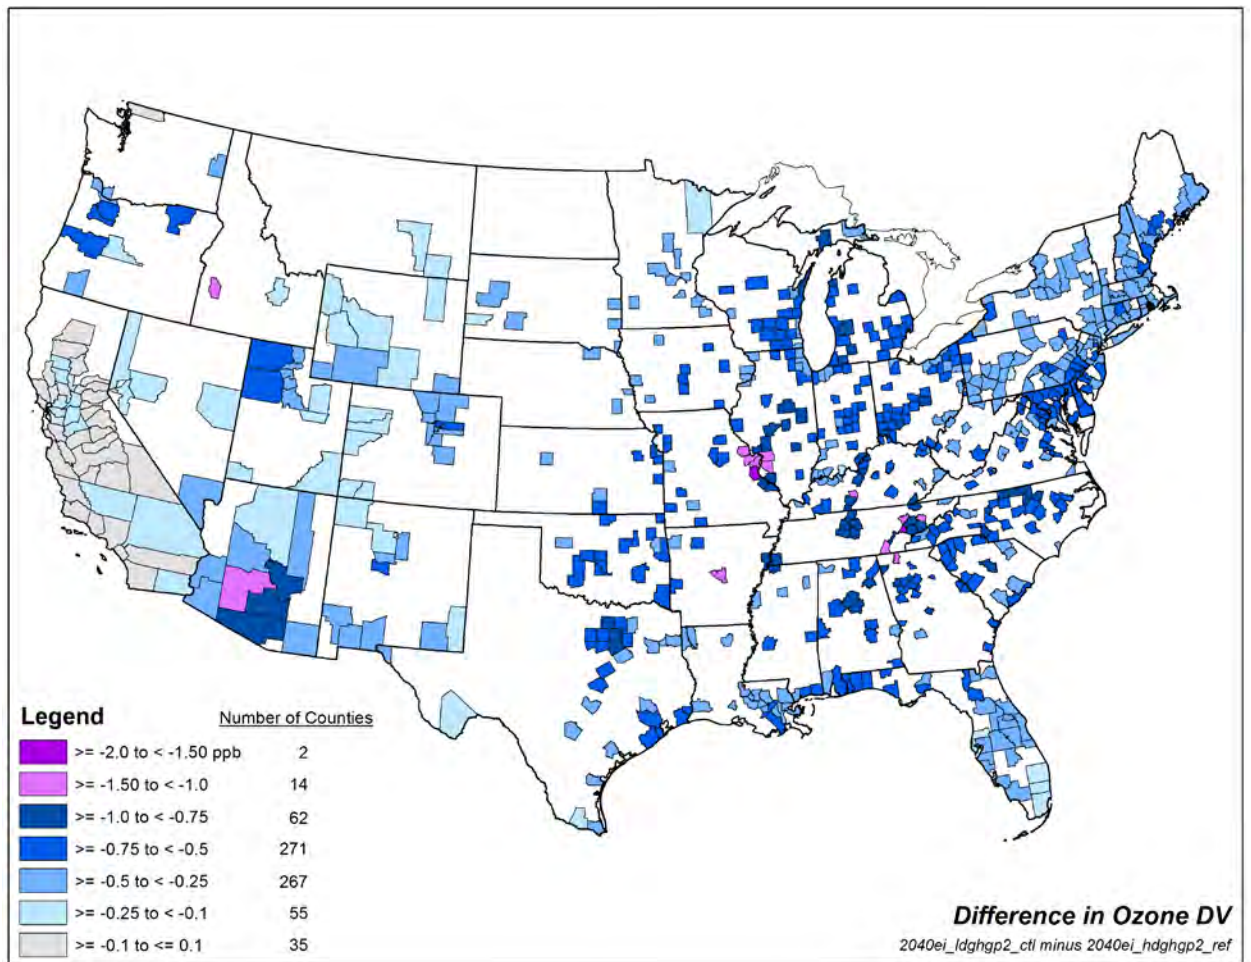 Legend
Number of Counties
>= -2.0 to < -1.50 ppb 2
>= -1.50 to < -1.0 14
>= -1.0 to < -0.75 62
>= -0.75 to < -0.5 271
>= -0.5 to < -0.25 267
>= -0.25 to < -0.1 55
>= -0.1 to <= 0.1 35
Difference in Ozone DV
2040ei_ldghgp2_ctl minus 2040ei_hdghgp2_ref